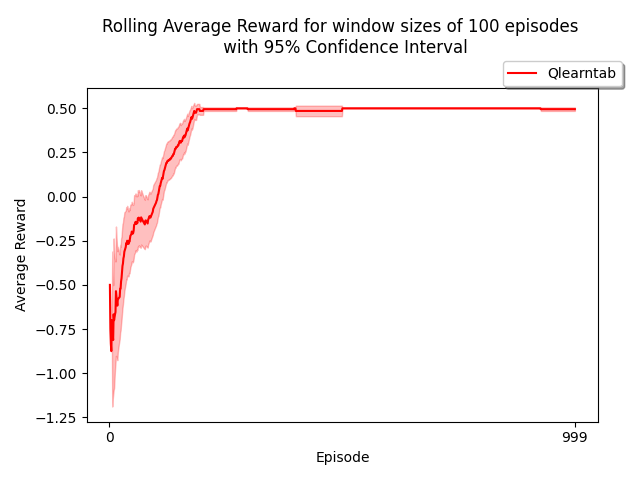 Rolling Average Reward for window sizes of 100 episodes
with 95% Confidence Interval
Qlearntab
0.50
0.25
0.00
−0.25
−0.50
−0.75
−1.00
−1.25
Average Reward
0
999
Episode